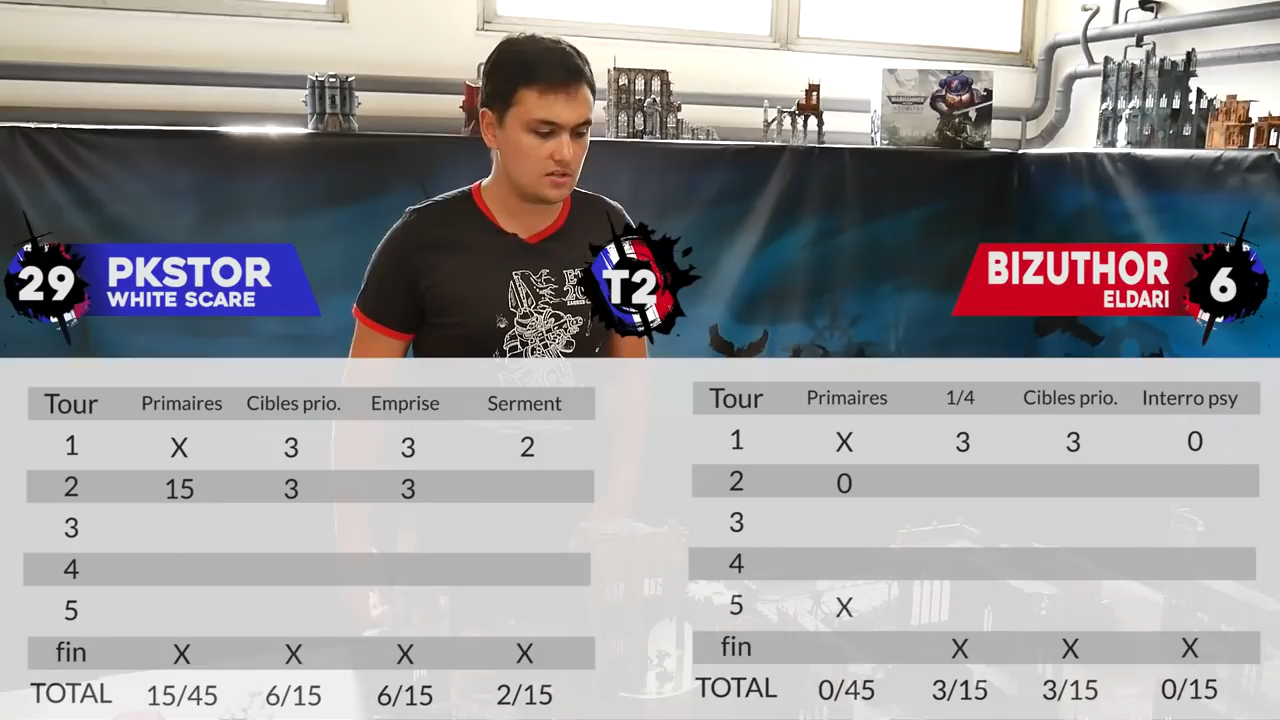 WARHAMMER
29
PKSTOR
WHITE SCARE
T2
BIZUTHOR
ELDARI
6
Tour Primaires Cibles prio. Emprise Serment
1 X 3 3 2
2 15 3 3
3
4
5
fin X X X X
TOTAL 15/45 6/15 6/15 2/15
Tour Primaires 1/4 Cibles prio. Interro psy
1 X 3 3 0
2 0
3
4
5 X
fin X X X
TOTAL 0/45 3/15 3/15 0/15